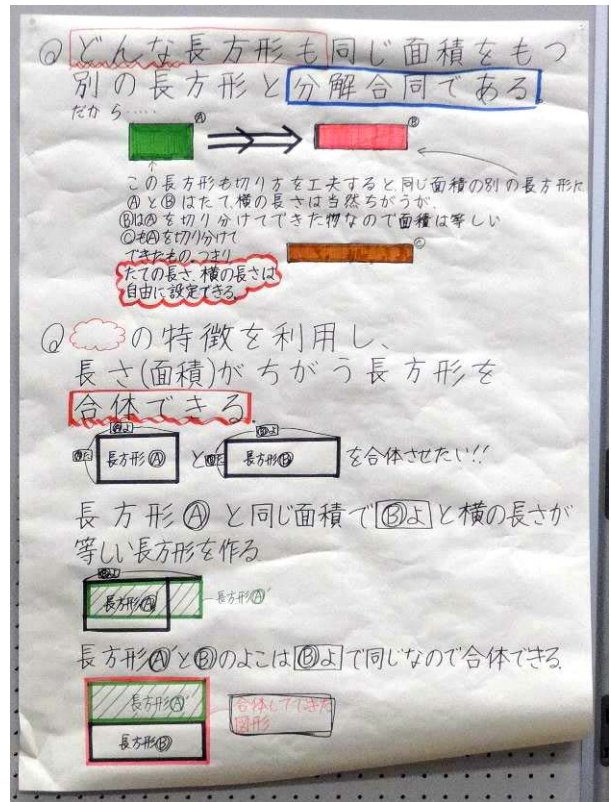 Q どんな長方形も同じ面積をもつ
別の長方形と分解合同である
だから……
Ⓐ
Ⓑ
この長方形も切り方を工夫すると、同じ面積の別の長方形に
ⒶとⒷはたて、横の長さは当然ちがうが、
ⒷはⒶを切り分けてできた物なので面積は等しい
ⒸもⒶを切り分けて
できたもの。つまり
Ⓒ
たての長さ、横の長さは
自由に設定できる。
Q の特徴を利用し、
長さ(面積)がちがう長方形を
合体できる。
Ⓐよ
Ⓑよ
Ⓐた 長方形Ⓐ と Ⓑた 長方形Ⓑ を合体させたい!!
長方形Ⓐと同じ面積でⒷよと横の長さが
等しい長方形を作る
Ⓑよ
長方形Ⓐ 長方形Ⓐ'
長方形Ⓐ'とⒷのよこはⒷよで同じなので合体できる。
長方形Ⓐ'
合体してできた
図形
長方形Ⓑ